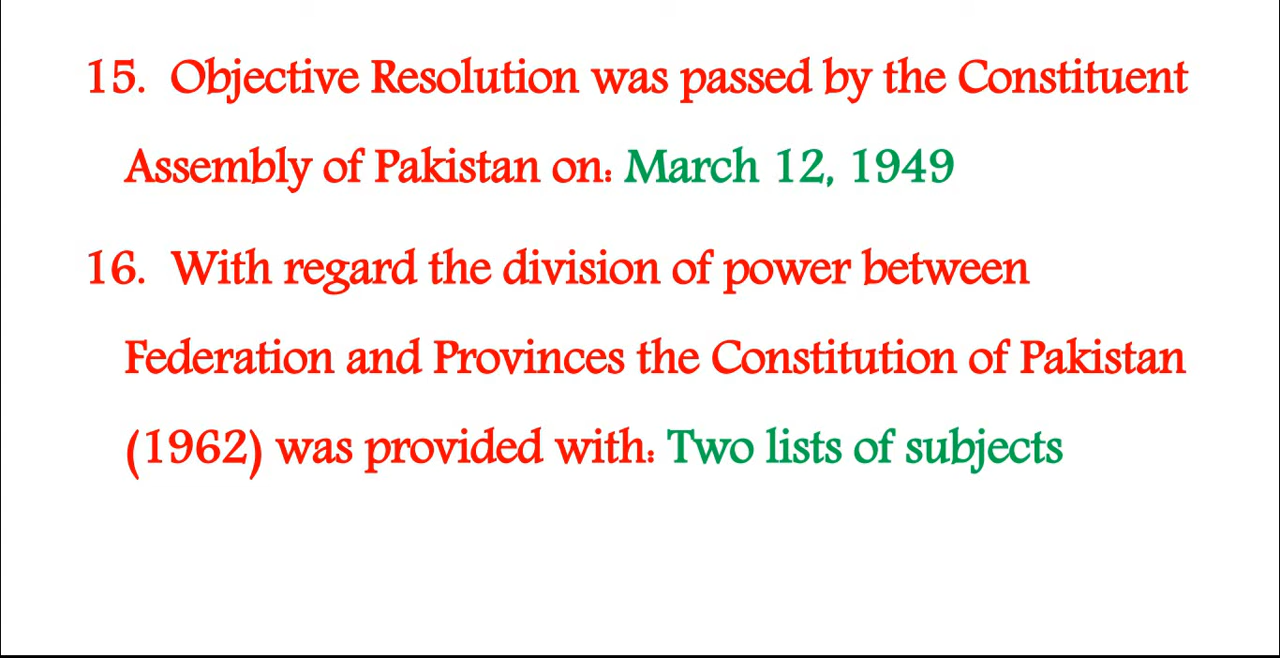 15. Objective Resolution was passed by the Constituent
Assembly of Pakistan on: March 12, 1949
16. With regard the division of power between
Federation and Provinces the Constitution of Pakistan
(1962) was provided with: Two lists of subjects